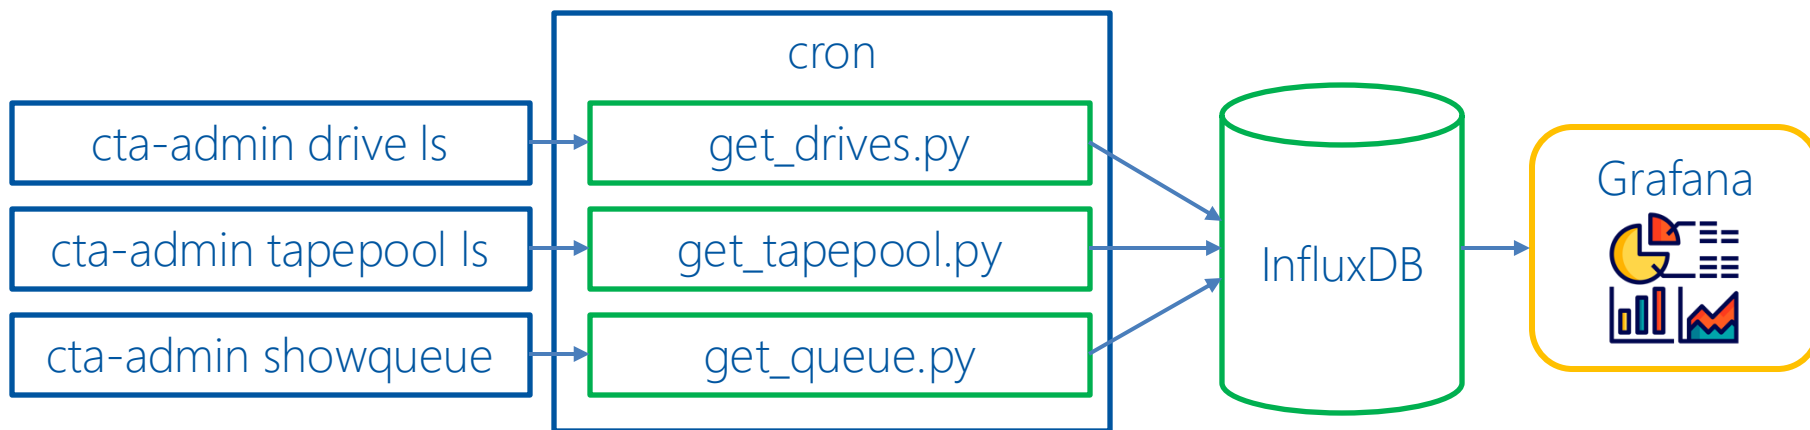 cron
cta-admin drive ls
get_drives.py
cta-admin tapepool ls
get_tapepool.py
cta-admin showqueue
get_queue.py
InfluxDB
Grafana